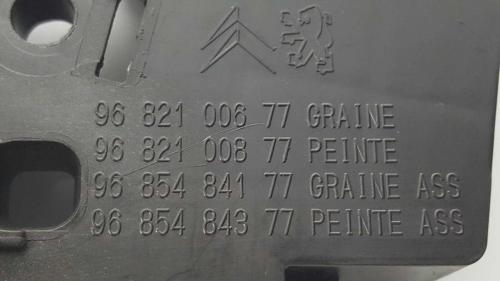 96 821 006 77 GRAINE
96 821 008 77 PEINTE
96 854 841 77 GRAINE ASS
96 854 843 77 PEINTE ASS